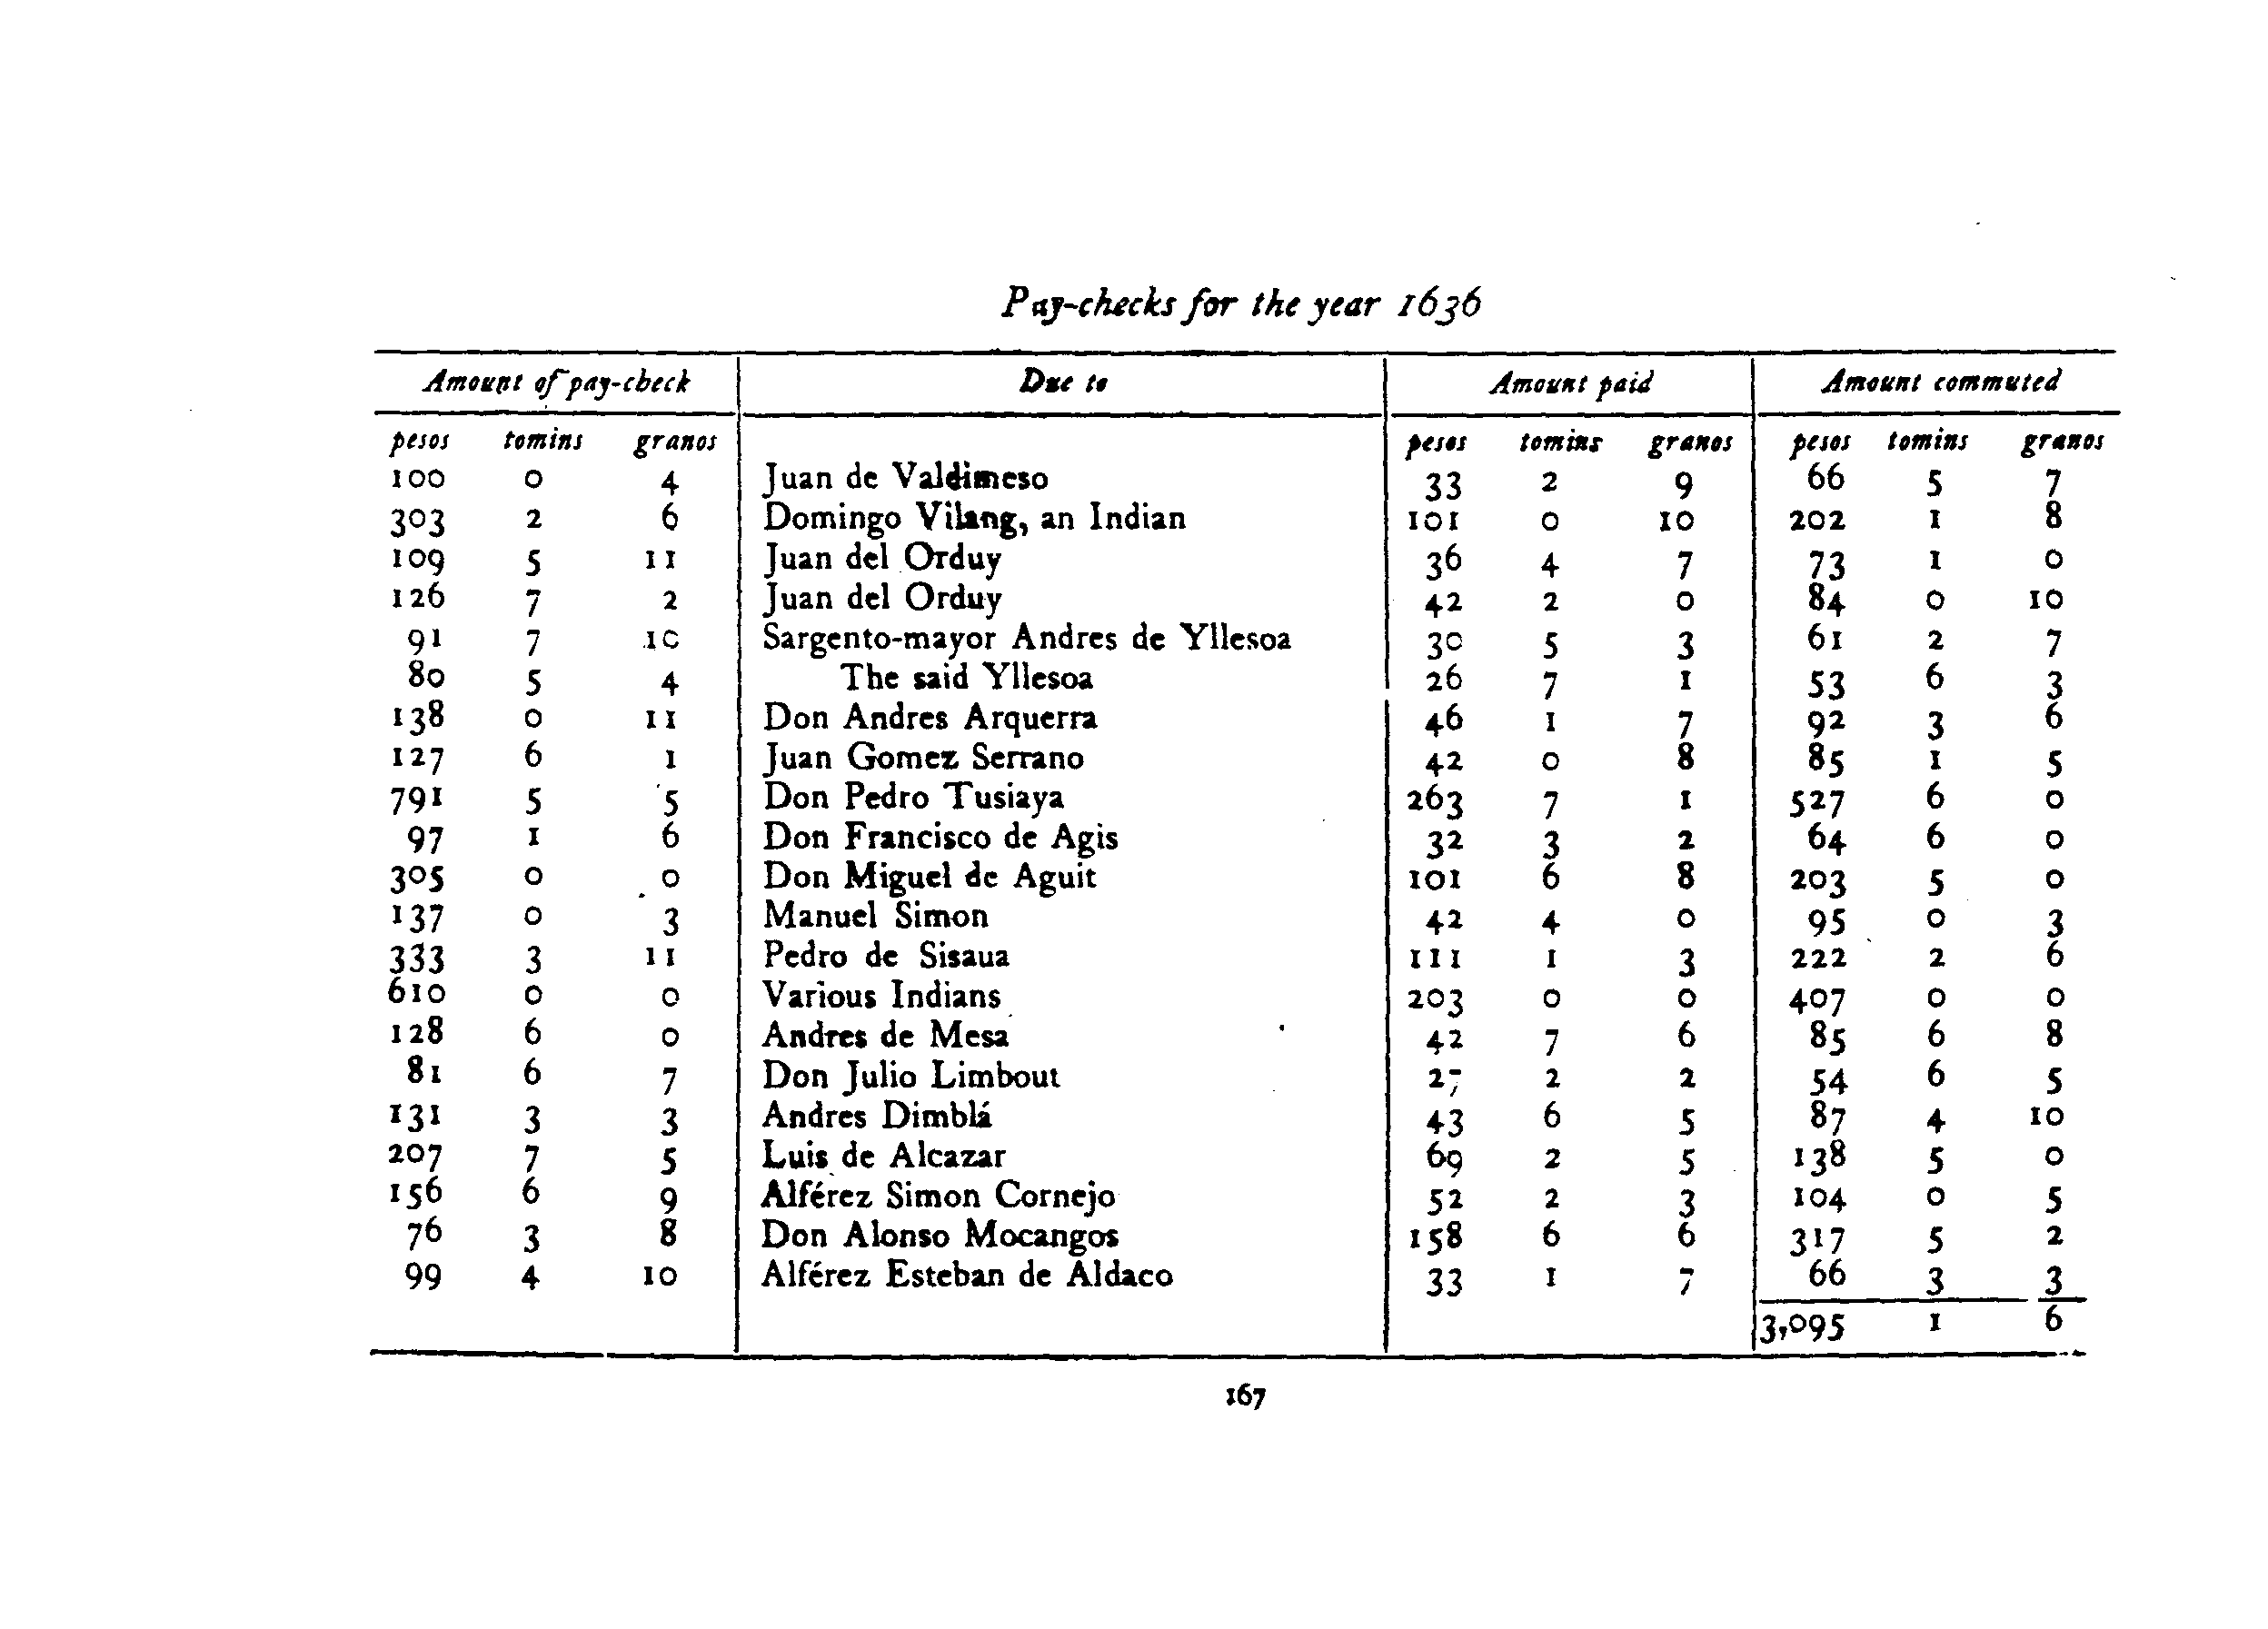 Pay-checks for the year 1636
Amount of pay-check Due to Amount paid Amount commuted
pesos tomins granos pesos tomins granos pesos tomins granos
100 0 4 Juan de Valdimeso 33 2 9 66 5 7
303 2 6 Domingo Vilang, an Indian 101 0 10 202 1 8
109 5 11 Juan del Orduy 36 4 7 73 1 0
126 7 2 Juan del Orduy 42 2 0 84 0 10
91 7 10 Sargento-mayor Andres de Yllesoa 30 5 3 61 2 7
80 5 4 The said Yllesoa 26 7 1 53 6 3
138 0 11 Don Andres Arquerra 46 1 7 92 3 6
127 6 1 Juan Gomez Serrano 42 0 8 85 1 5
791 5 5 Don Pedro Tusiaya 263 7 1 527 6 0
97 1 6 Don Francisco de Agis 32 3 2 64 6 0
305 0 0 Don Miguel de Aguit 101 6 8 203 5 0
137 0 3 Manuel Simon 42 4 0 95 0 3
333 3 11 Pedro de Sisaua 111 1 3 222 2 6
610 0 0 Various Indians 203 0 0 407 0 0
128 6 0 Andres de Mesa 42 7 6 85 6 8
81 6 7 Don Julio Limbout 27 2 2 54 6 5
131 3 3 Andres Dimblá 43 6 5 87 4 10
207 7 5 Luis de Alcazar 69 2 5 138 5 0
156 6 9 Alférez Simon Cornejo 52 2 3 104 0 5
76 3 8 Don Alonso Mocangos 158 6 6 317 5 2
99 4 10 Alférez Esteban de Aldaco 33 1 7 66 3 3
3,095 1 6
167